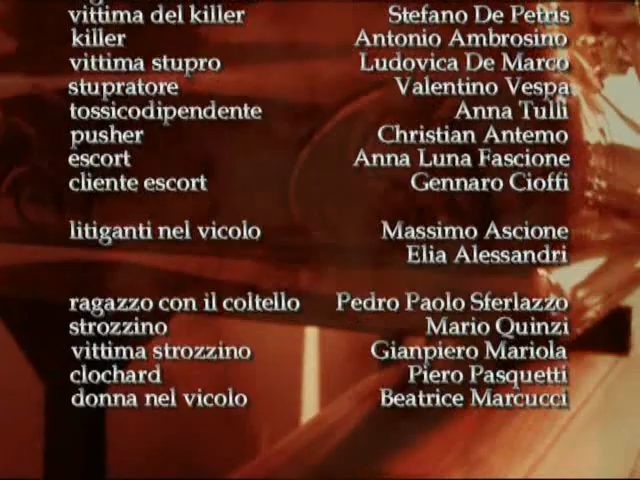 vittima del killer Stefano De Petris
killer Antonio Ambrosino
vittima stupro Ludovica De Marco
stupratore Valentino Vespa
tossicodipendente Anna Tulli
pusher Christian Antemo
escort Anna Luna Fascione
cliente escort Gennaro Cioffi
litiganti nel vicolo Massimo Ascione
Elia Alessandri
ragazzo con il coltello Pedro Paolo Sferlazzo
strozzino Mario Quinzi
vittima strozzino Gianpiero Mariola
clochard Piero Pasquetti
donna nel vicolo Beatrice Marcucci